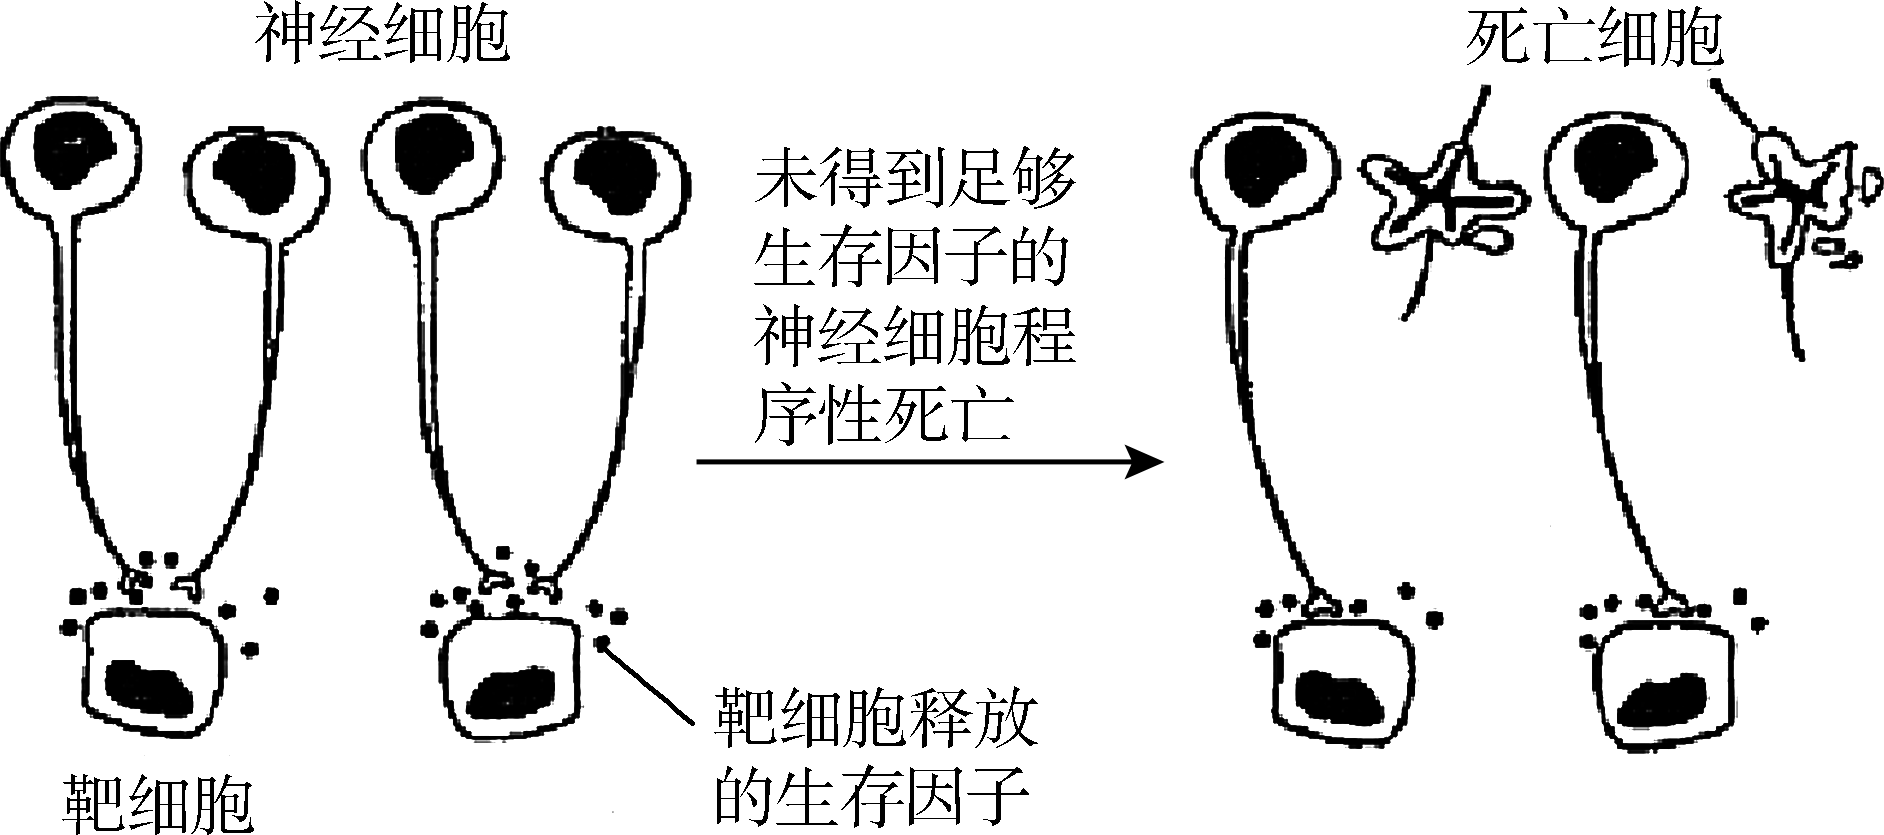 神经细胞
死亡细胞
未得到足够
生存因子的
神经细胞程
序性死亡
靶细胞释放
的生存因子
靶细胞